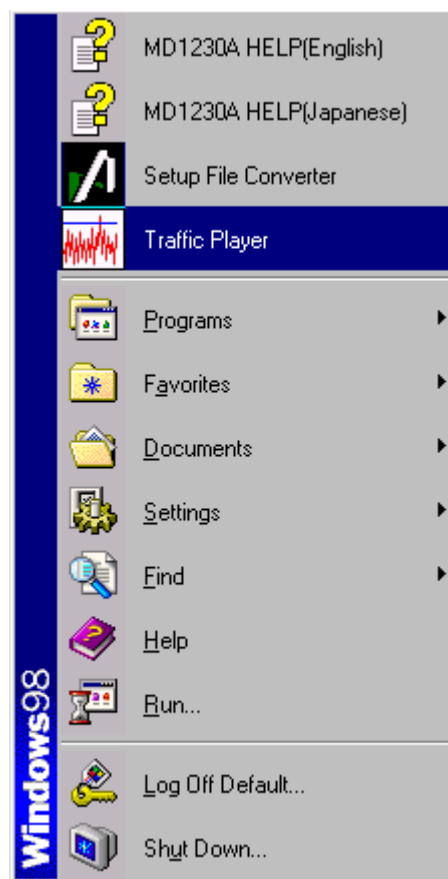 MD1230A HELP(English)
MD1230A HELP(Japanese)
Setup File Converter
Traffic Player
Programs
Favorites
Documents
Settings
Find
Help
Run...
Log Off Default...
Shut Down...
Windows98